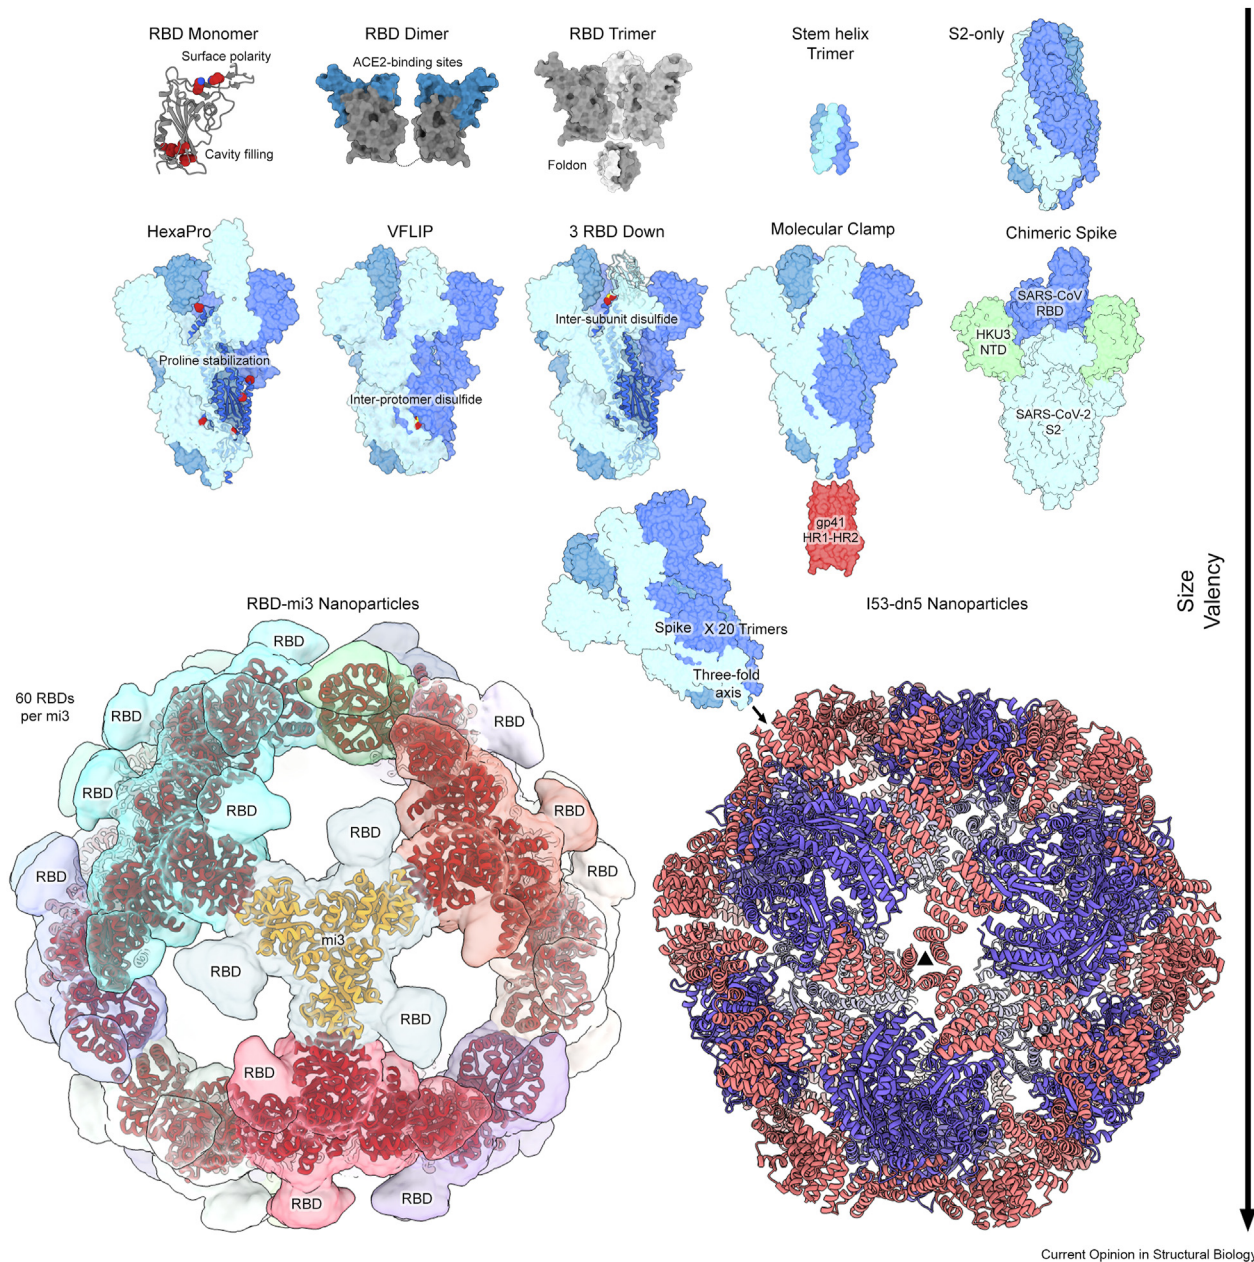 RBD Monomer
Surface polarity
Cavity filling
RBD Dimer
ACE2-binding sites
RBD Trimer
Foldon
Stem helix
Trimer
S2-only
HexaPro
Proline stabilization
VFLIP
Inter-protomer disulfide
3 RBD Down
Inter-subunit disulfide
Molecular Clamp
gp41
HR1-HR2
Chimeric Spike
SARS-CoV
RBD
HKU3
NTD
SARS-CoV-2
S2
Size
Valency
RBD-mi3 Nanoparticles
60 RBDs
per mi3
RBD
RBD
RBD
RBD
RBD
RBD
RBD
RBD
RBD
mi3
RBD
RBD
RBD
RBD
RBD
Spike X 20 Trimers
Three-fold
axis
I53-dn5 Nanoparticles
Current Opinion in Structural Biology